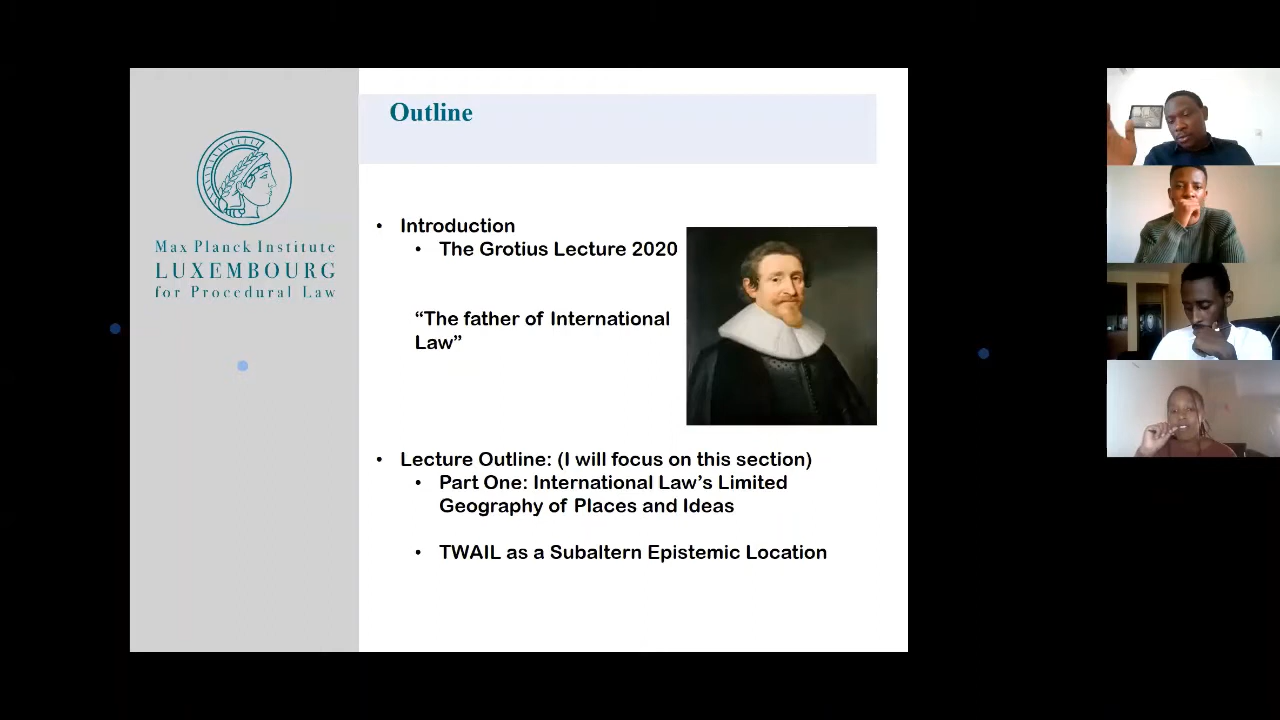 Outline
Max Planck Institute
LUXEMBOURG
for Procedural Law
• Introduction
• The Grotius Lecture 2020
“The father of International
Law”
• Lecture Outline: (I will focus on this section)
• Part One: International Law’s Limited
Geography of Places and Ideas
• TWAIL as a Subaltern Epistemic Location